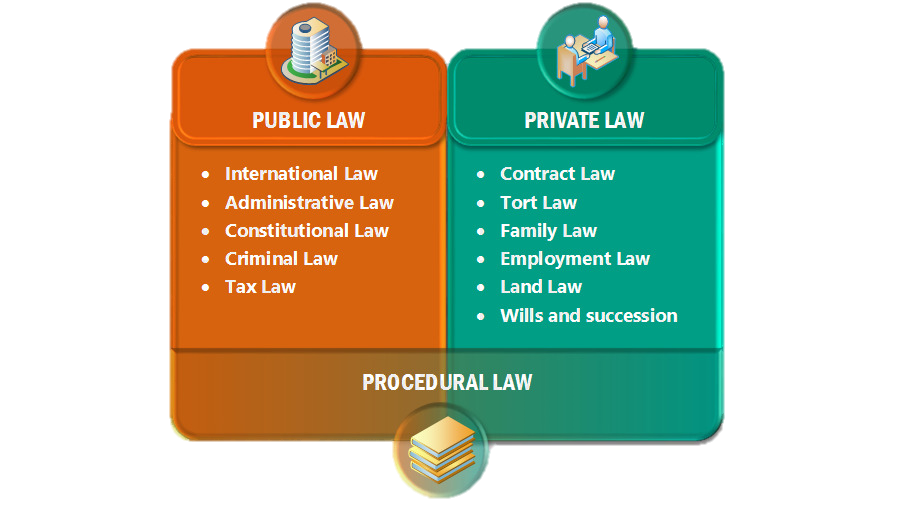 PUBLIC LAW
• International Law
• Administrative Law
• Constitutional Law
• Criminal Law
• Tax Law
PRIVATE LAW
• Contract Law
• Tort Law
• Family Law
• Employment Law
• Land Law
• Wills and succession
PROCEDURAL LAW